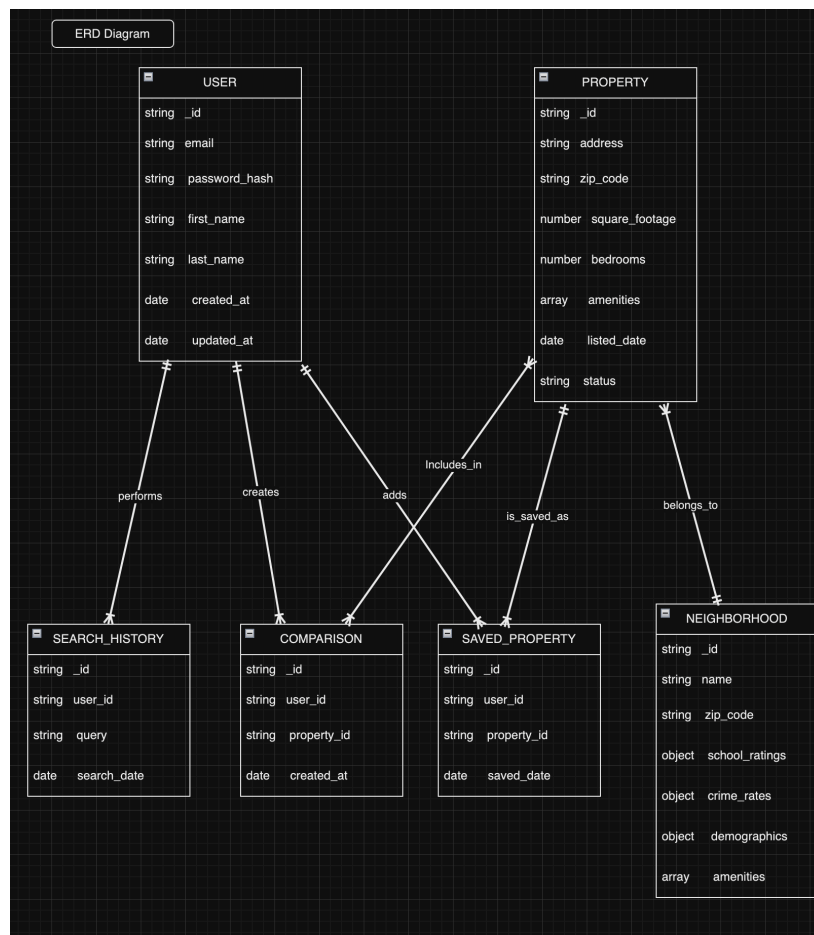 ERD Diagram
USER
string _id
string email
string password_hash
string first_name
string last_name
date created_at
date updated_at
PROPERTY
string _id
string address
string zip_code
number square_footage
number bedrooms
array amenities
date listed_date
string status
performs
creates
adds
Includes_in
is_saved_as
belongs_to
SEARCH_HISTORY
string _id
string user_id
string query
date search_date
COMPARISON
string _id
string user_id
string property_id
date created_at
SAVED_PROPERTY
string _id
string user_id
string property_id
date saved_date
NEIGHBORHOOD
string _id
string name
string zip_code
object school_ratings
object crime_rates
object demographics
array amenities